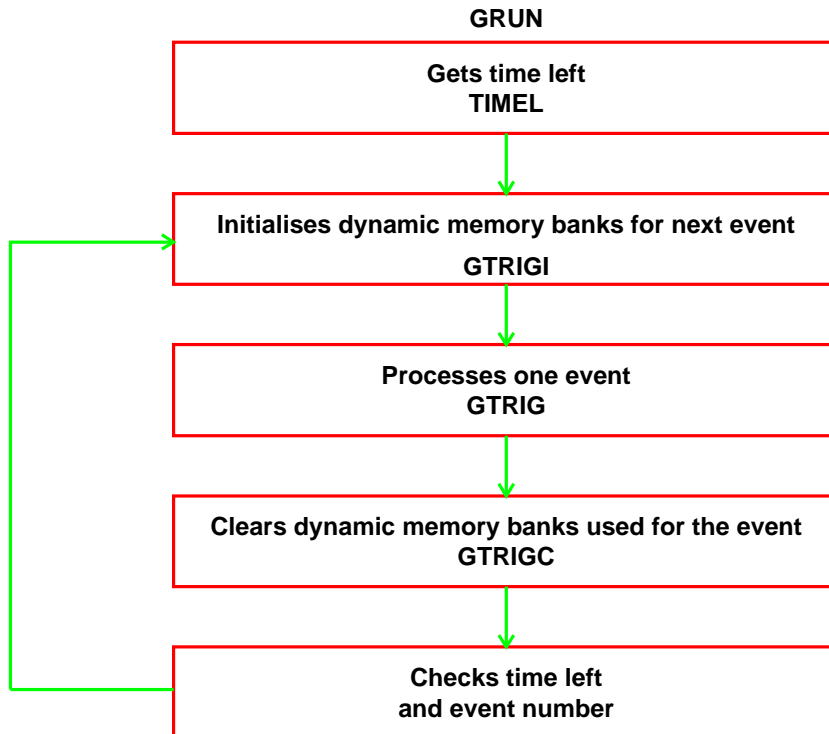 GRUN
Gets time left
TIMEL
Initialises dynamic memory banks for next event
GTRIGI
Processes one event
GTRIG
Clears dynamic memory banks used for the event
GTRIGC
Checks time left
and event number